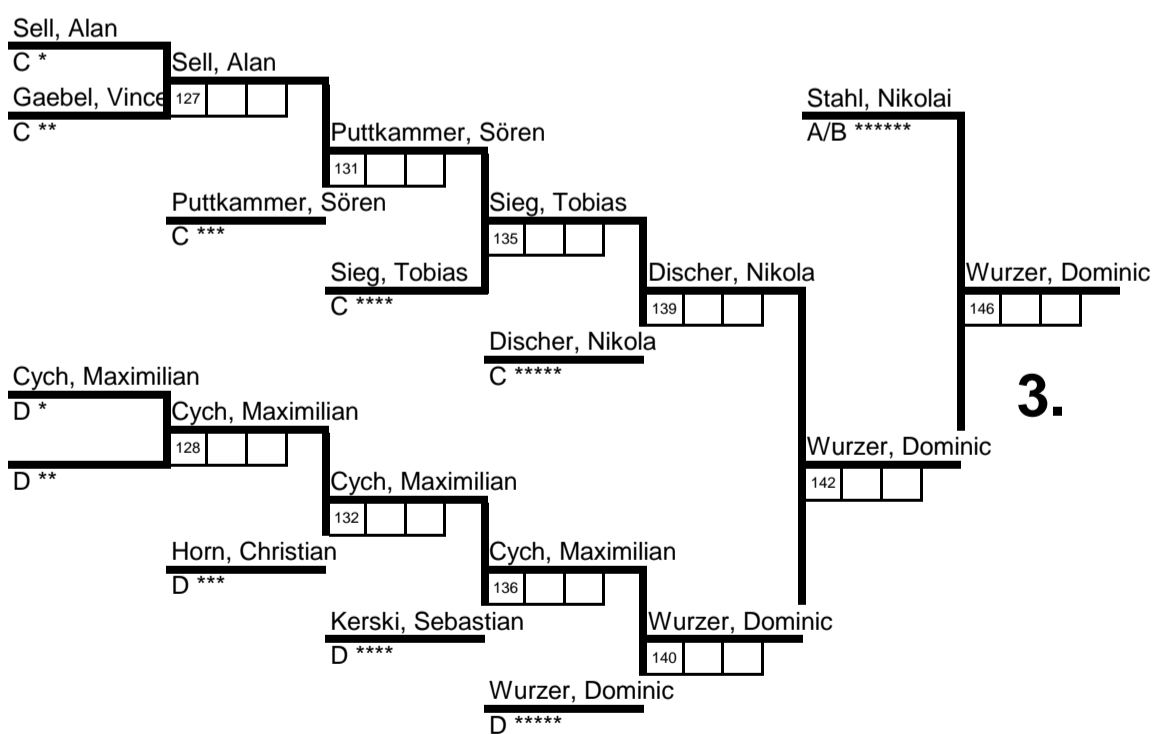 Sell, Alan
C *
Sell, Alan
Gaebel, Vince
127
C **
Stahl, Nikolai
A/B ******
Puttkammer, Sören
131
Puttkammer, Sören
C ***
Sieg, Tobias
135
Sieg, Tobias
C ****
Discher, Nikola
139
Wurzer, Dominic
146
Discher, Nikola
C *****
Cych, Maximilian
D *
Cych, Maximilian
128
3.
D **
Wurzer, Dominic
142
Cych, Maximilian
132
Horn, Christian
D ***
Cych, Maximilian
136
Kerski, Sebastian
D ****
Wurzer, Dominic
140
Wurzer, Dominic
D *****